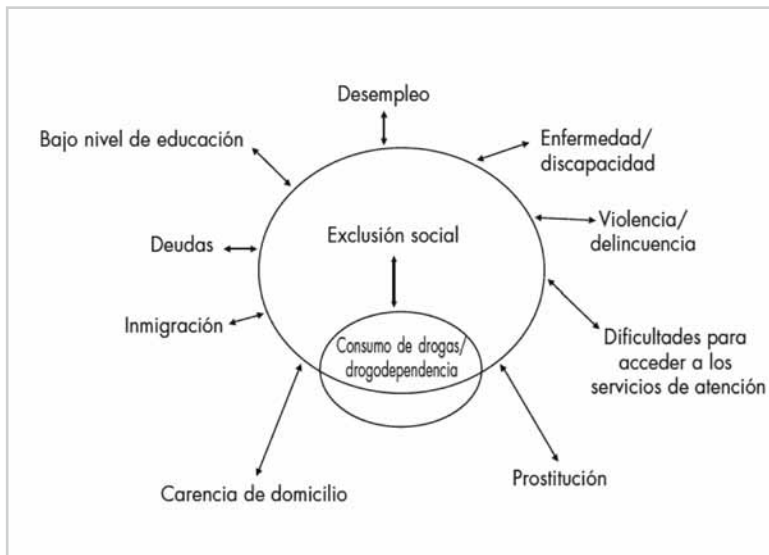 Desempleo
Bajo nivel de educación
Enfermedad/
discapacidad
Deudas
Exclusión social
Violencia/
delincuencia
Inmigración
Consumo de drogas/
drogodependencia
Dificultades para
acceder a los
servicios de atención
Carencia de domicilio
Prostitución